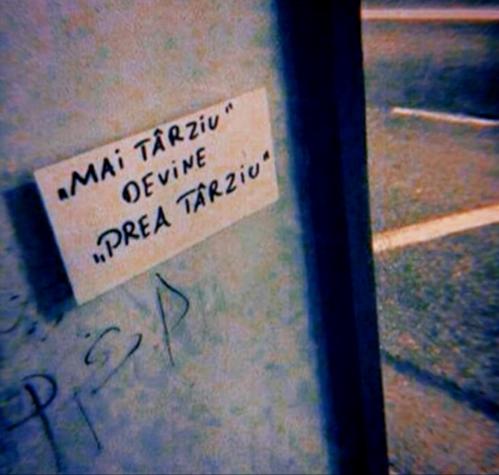 „MAi TÂRZiU"
DEViNE
„PREA TÂRZiU"